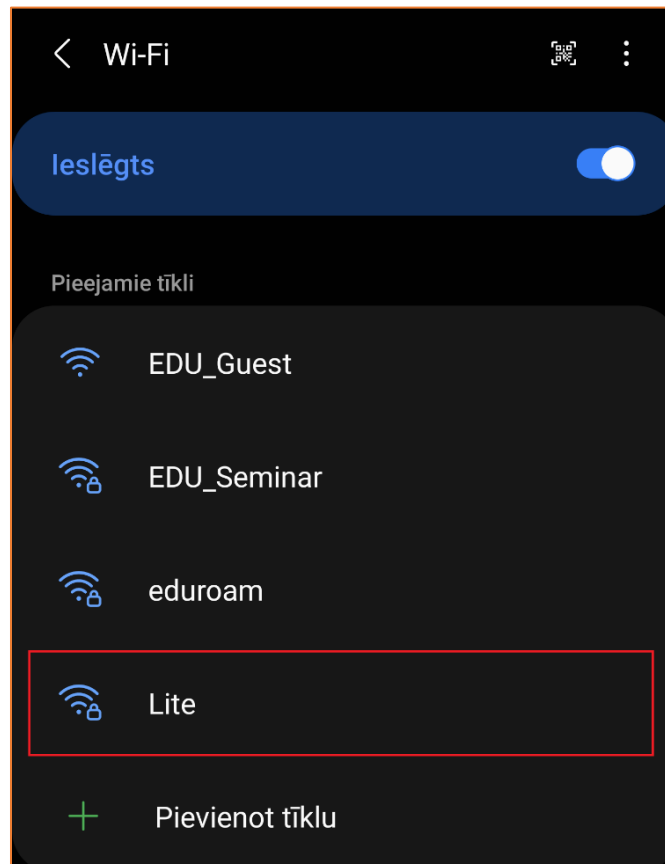 Wi-Fi
Ieslēgts
Pieejamie tīkli
EDU_Guest
EDU_Seminar
eduroam
Lite
Pievienot tīklu